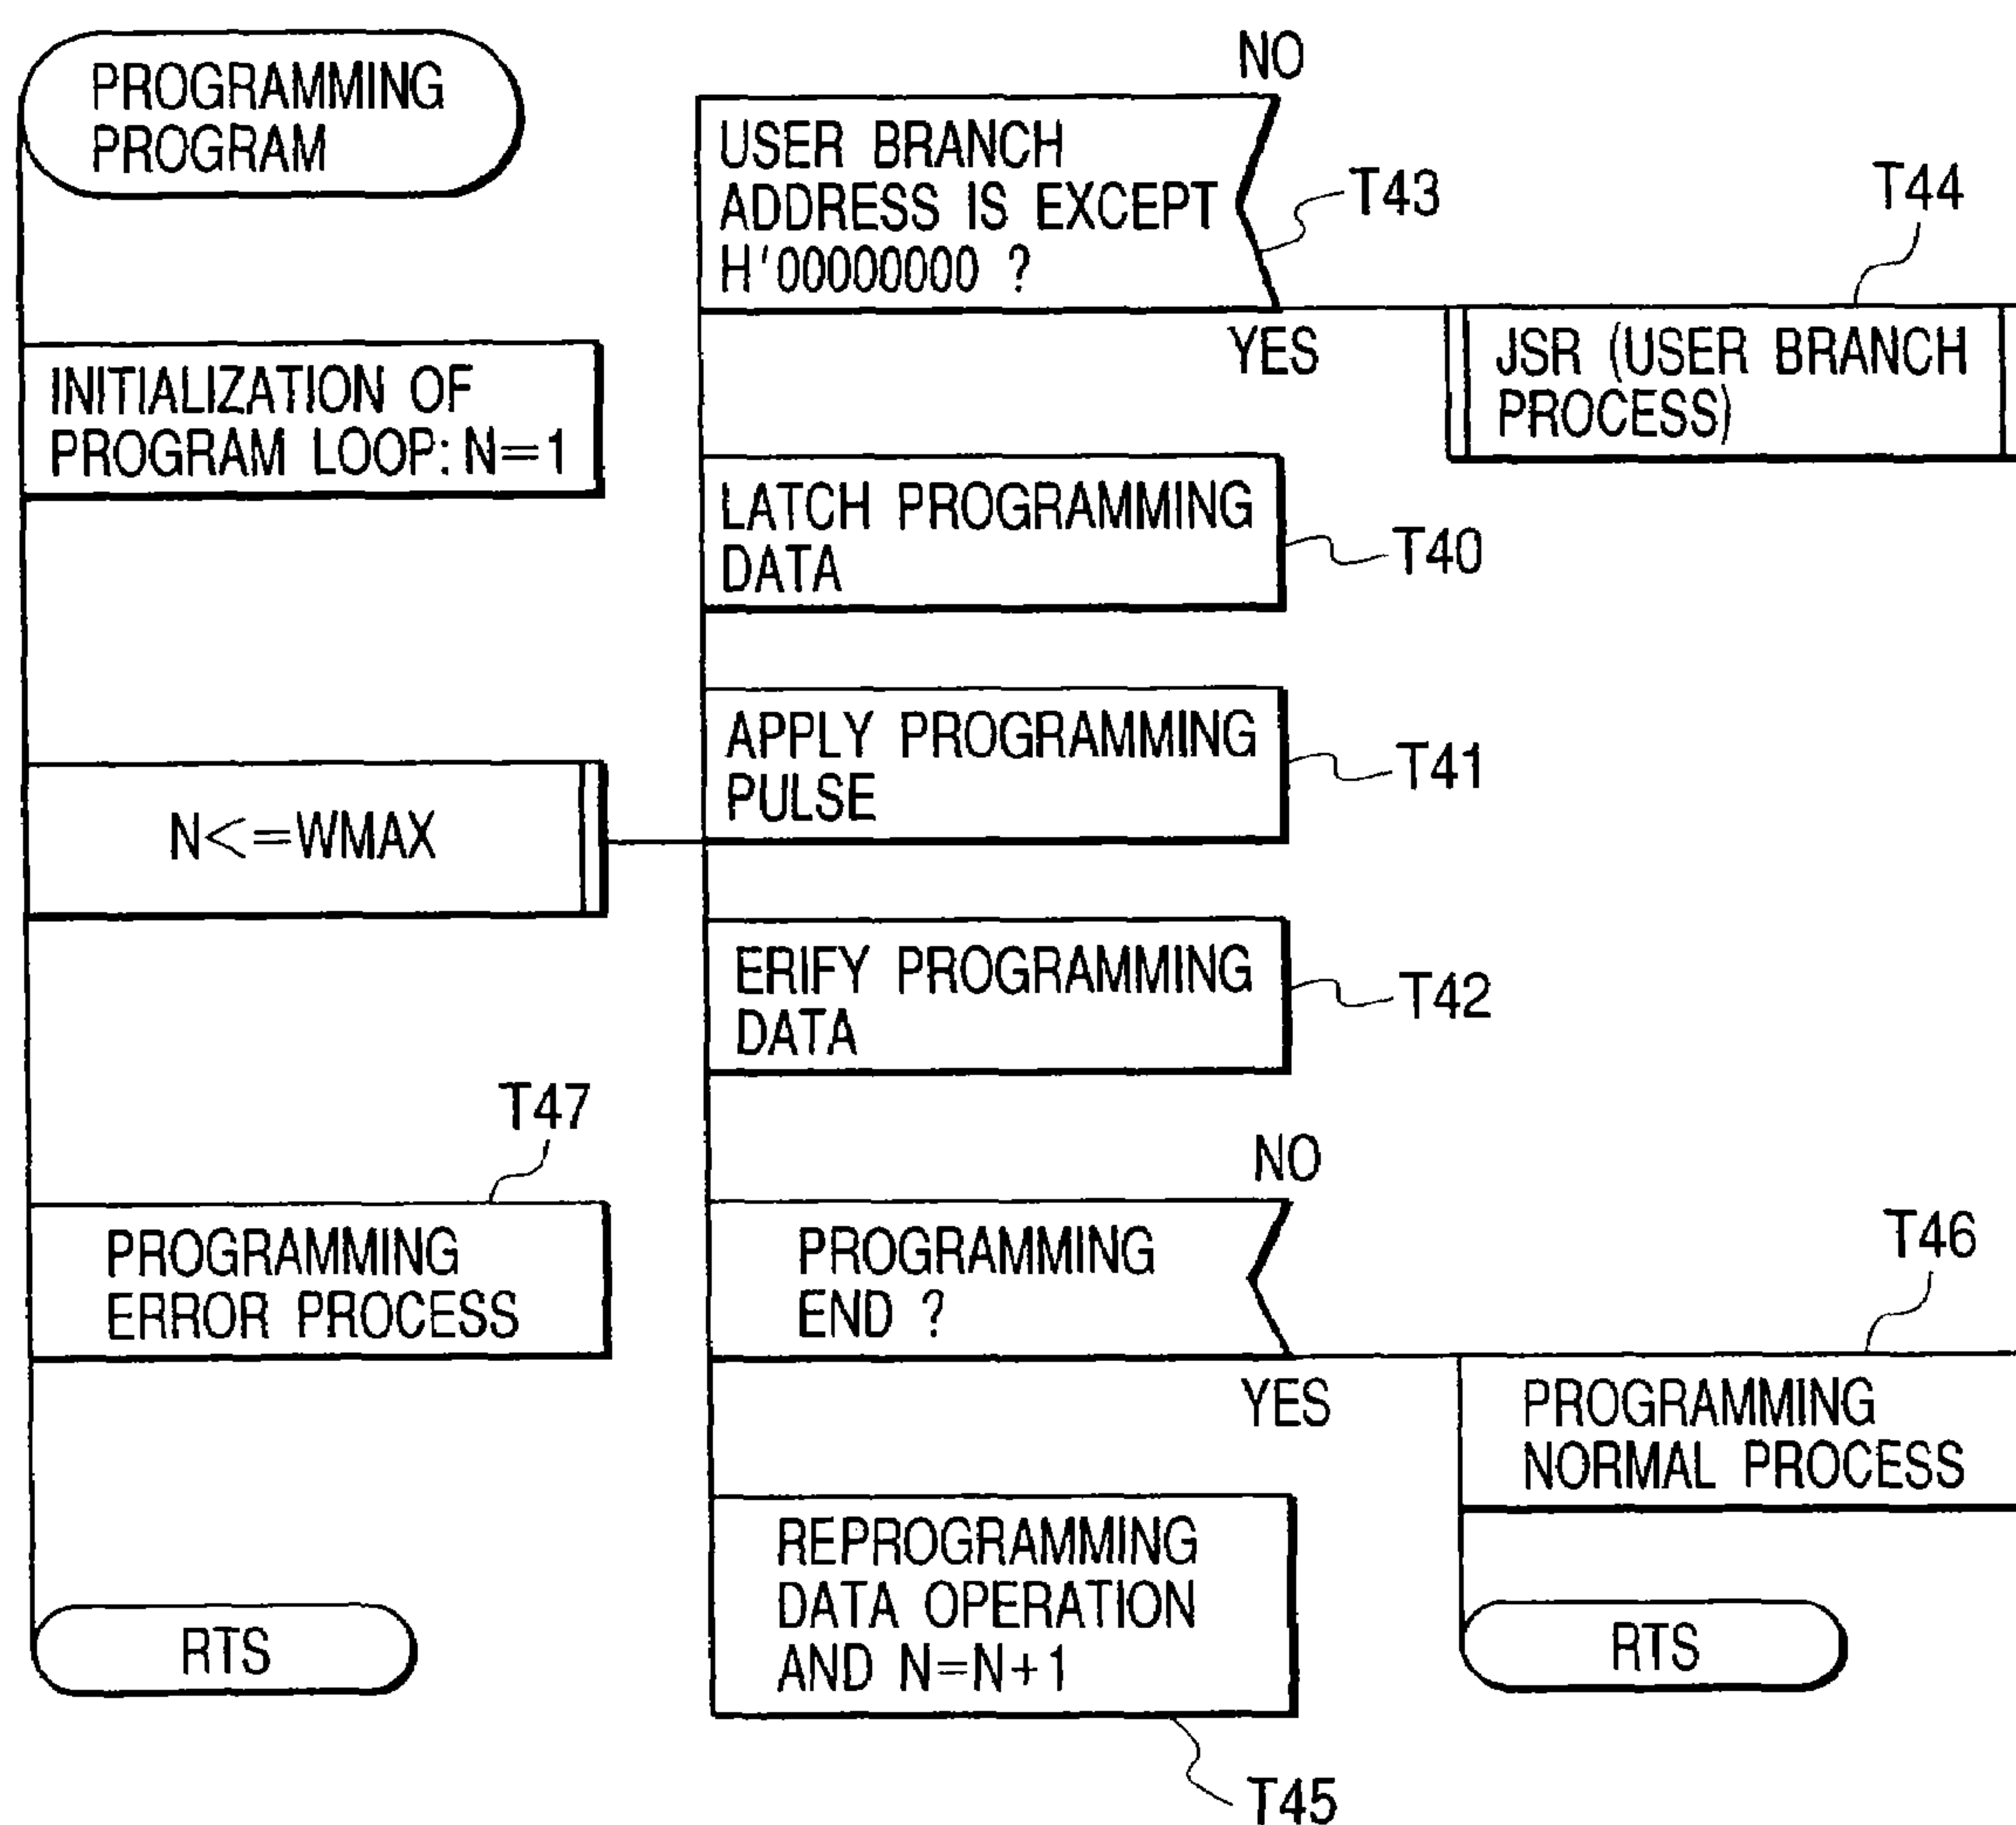 PROGRAMMING
PROGRAM
INITIALIZATION OF
PROGRAM LOOP: N=1
N<=WMAX
T47
PROGRAMMING
ERROR PROCESS
RTS
NO
USER BRANCH
ADDRESS IS EXCEPT
H'00000000 ?
T43
YES
T44
JSR (USER BRANCH
PROCESS)
LATCH PROGRAMMING
DATA
T40
APPLY PROGRAMMING
PULSE
T41
ERIFY PROGRAMMING
DATA
T42
NO
PROGRAMMING
END ?
YES
T46
PROGRAMMING
NORMAL PROCESS
RTS
REPROGRAMMING
DATA OPERATION
AND N=N+1
T45